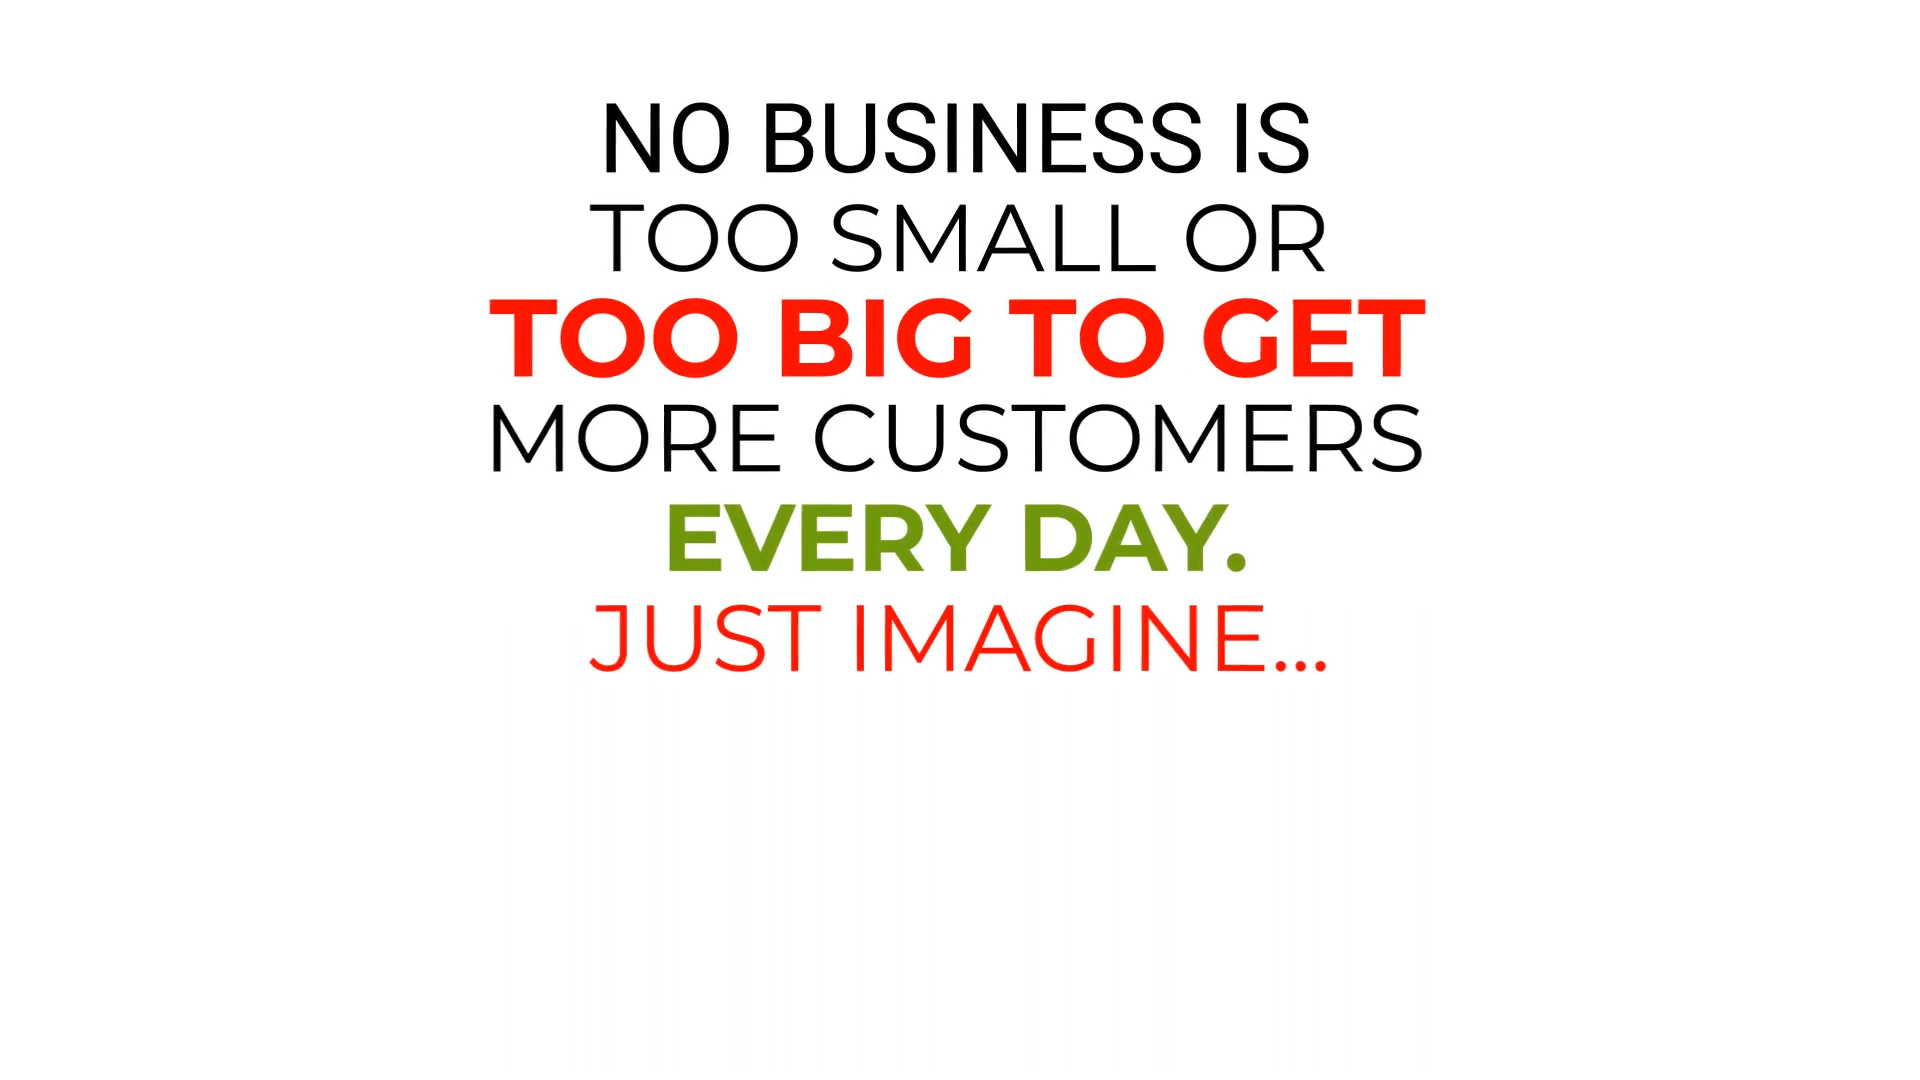 NO BUSINESS IS
TOO SMALL OR
TOO BIG TO GET
MORE CUSTOMERS
EVERY DAY.
JUST IMAGINE...